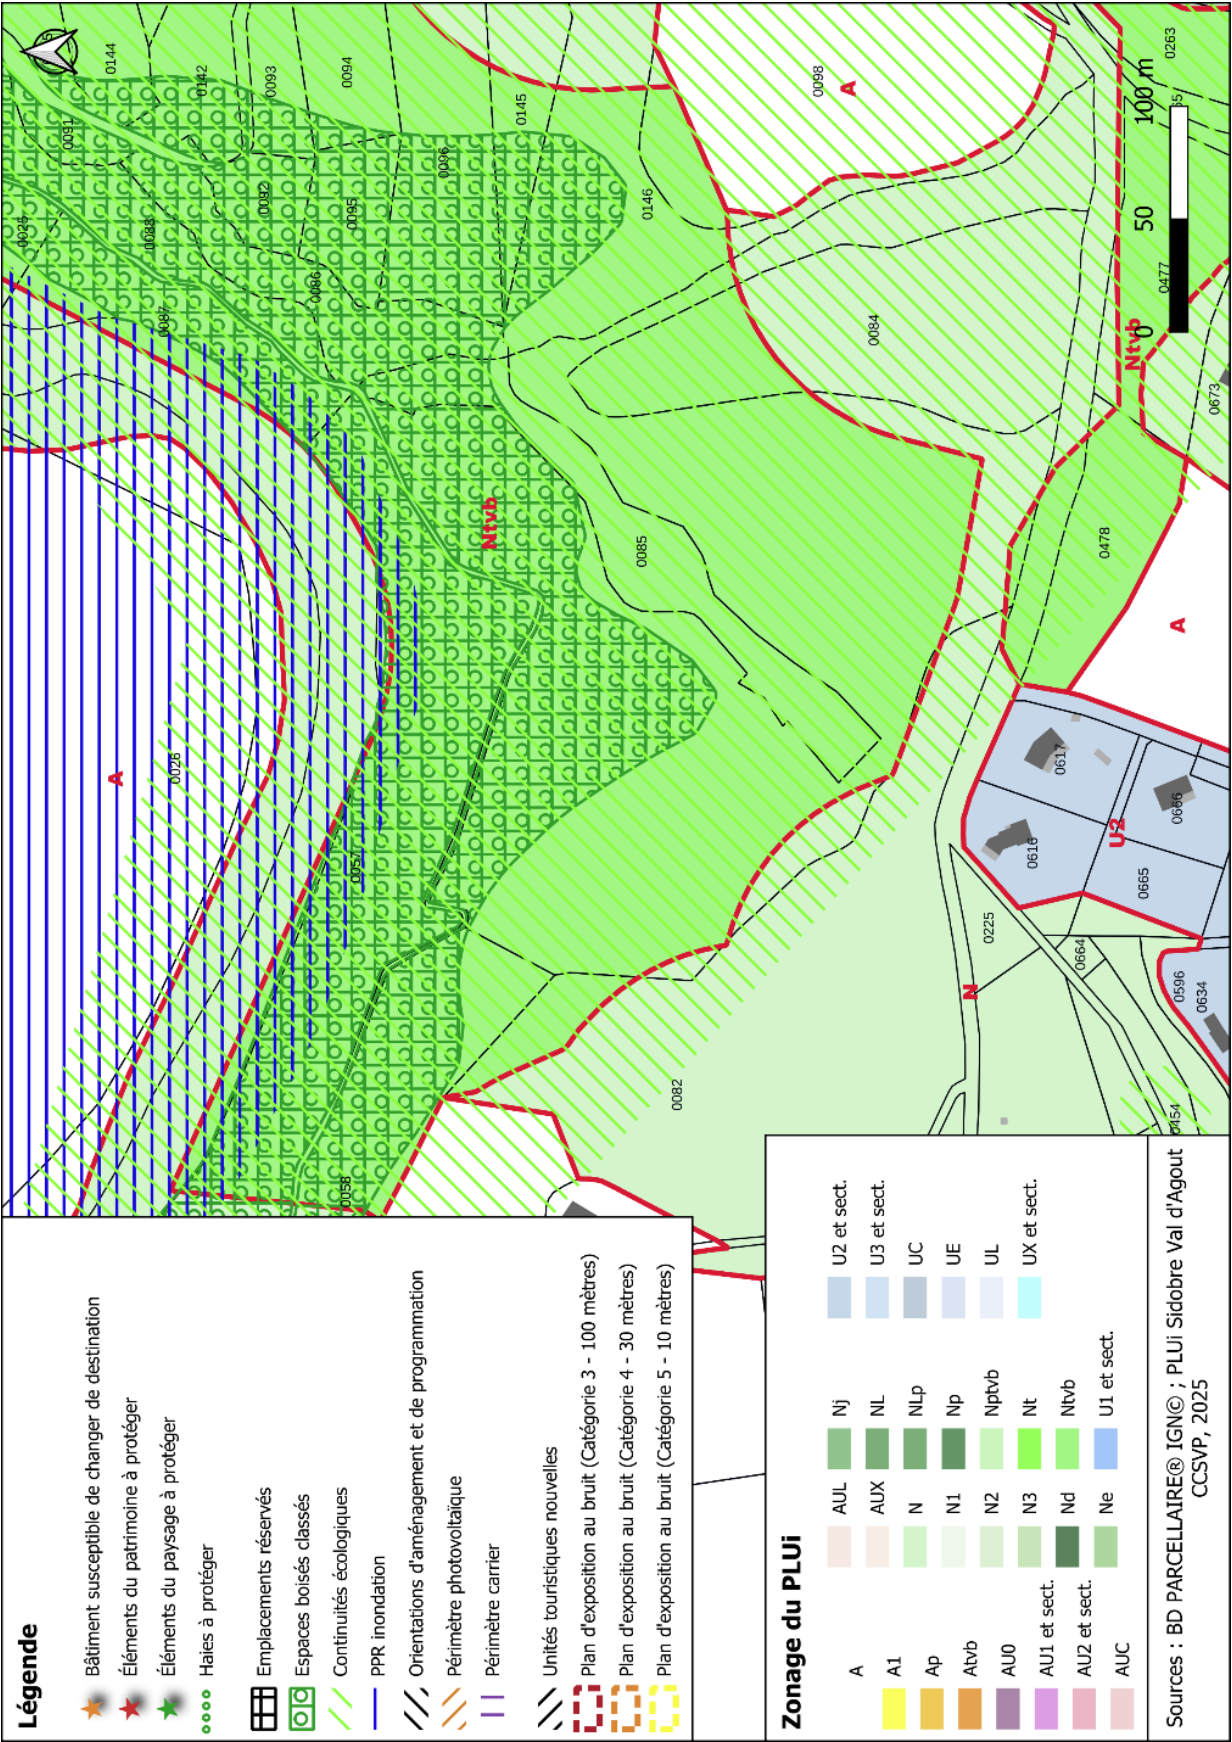 Légende
Bâtiment susceptible de changer de destination
Éléments du patrimoine à protéger
Éléments du paysage à protéger
Haies à protéger
Emplacements réservés
Espaces boisés classés
Continuités écologiques
PPR inondation
Orientations d'aménagement et de programmation
Périmètre photovoltaïque
Périmètre carrier
Unités touristiques nouvelles
Plan d'exposition au bruit (Catégorie 3 - 100 mètres)
Plan d'exposition au bruit (Catégorie 4 - 30 mètres)
Plan d'exposition au bruit (Catégorie 5 - 10 mètres)
Zonage du PLUi
A
A1
Ap
Atvb
AU0
AU1 et sect.
AU2 et sect.
AUC
AUL
AUX
N
N1
N2
N3
Nd
Ne
Nj
NL
NLp
Np
Nptvb
Nt
Ntvb
U1 et sect.
U2 et sect.
U3 et sect.
UC
UE
UL
UX et sect.
Sources : BD PARCELLAIRE® IGN© ; PLUi Sidobre Val d'Agout
CCSVP, 2025
0058
0057
0026
A
0082
Ntvb
0085
0087
0086
0088
0025
0091
0092
0095
0096
0144
0142
0093
0094
0145
0146
0098
A
0084
0263
0477
Ntvb
0673
0478
A
0617
0616
0666
U2
0665
0225
0664
N
0596
0634
0454
0
50
100 m